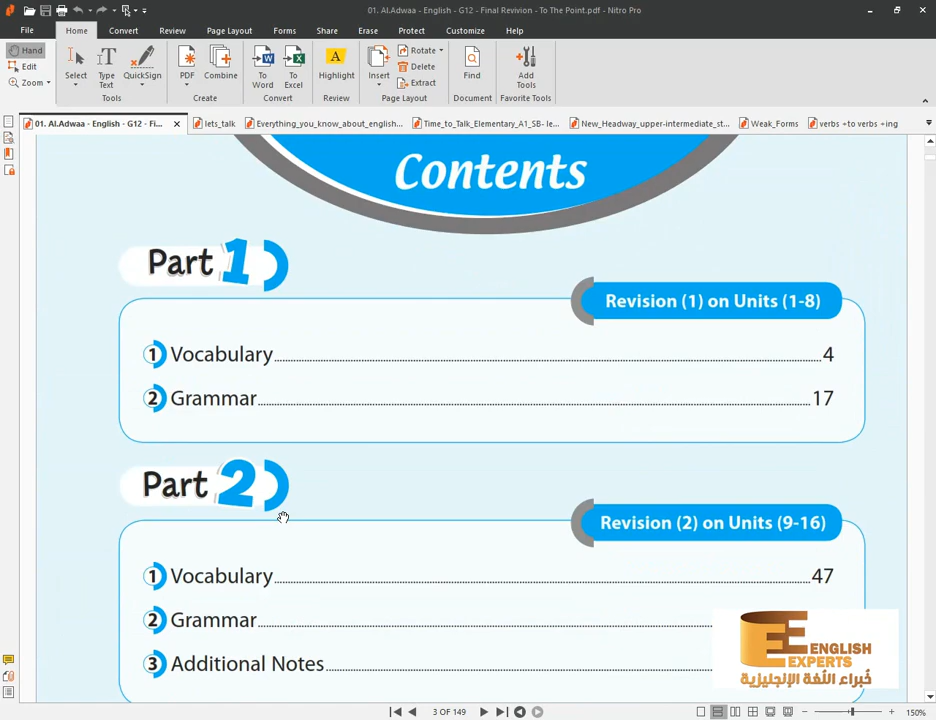 01. Al.Adwaa - English - G12 - Final Revivion - To The Point.pdf - Nitro Pro
File Home Convert Review Page Layout Forms Share Erase Protect Customize Help
Hand
Edit
Zoom
Select
Type Text
QuickSign
Tools
PDF
Combine
Create
To Word
To Excel
Convert
Highlight
Review
Insert
Rotate
Delete
Extract
Page Layout
Find
Document
Add Tools
Favorite Tools
01. Al.Adwaa - English - G12 - Fi... lets_talk Everything_you_know_about_english... Time_to_Talk_Elementary_A1_SB- le... New_Headway_upper-intermediate_st... Weak_Forms verbs +to verbs +ing
Contents
Part 1
Revision (1) on Units (1-8)
1 Vocabulary 4
2 Grammar 17
Part 2
Revision (2) on Units (9-16)
1 Vocabulary 47
2 Grammar
3 Additional Notes
ENGLISH
EXPERTS
خُبراء اللُغة الإنجليزية
3 OF 149
150%